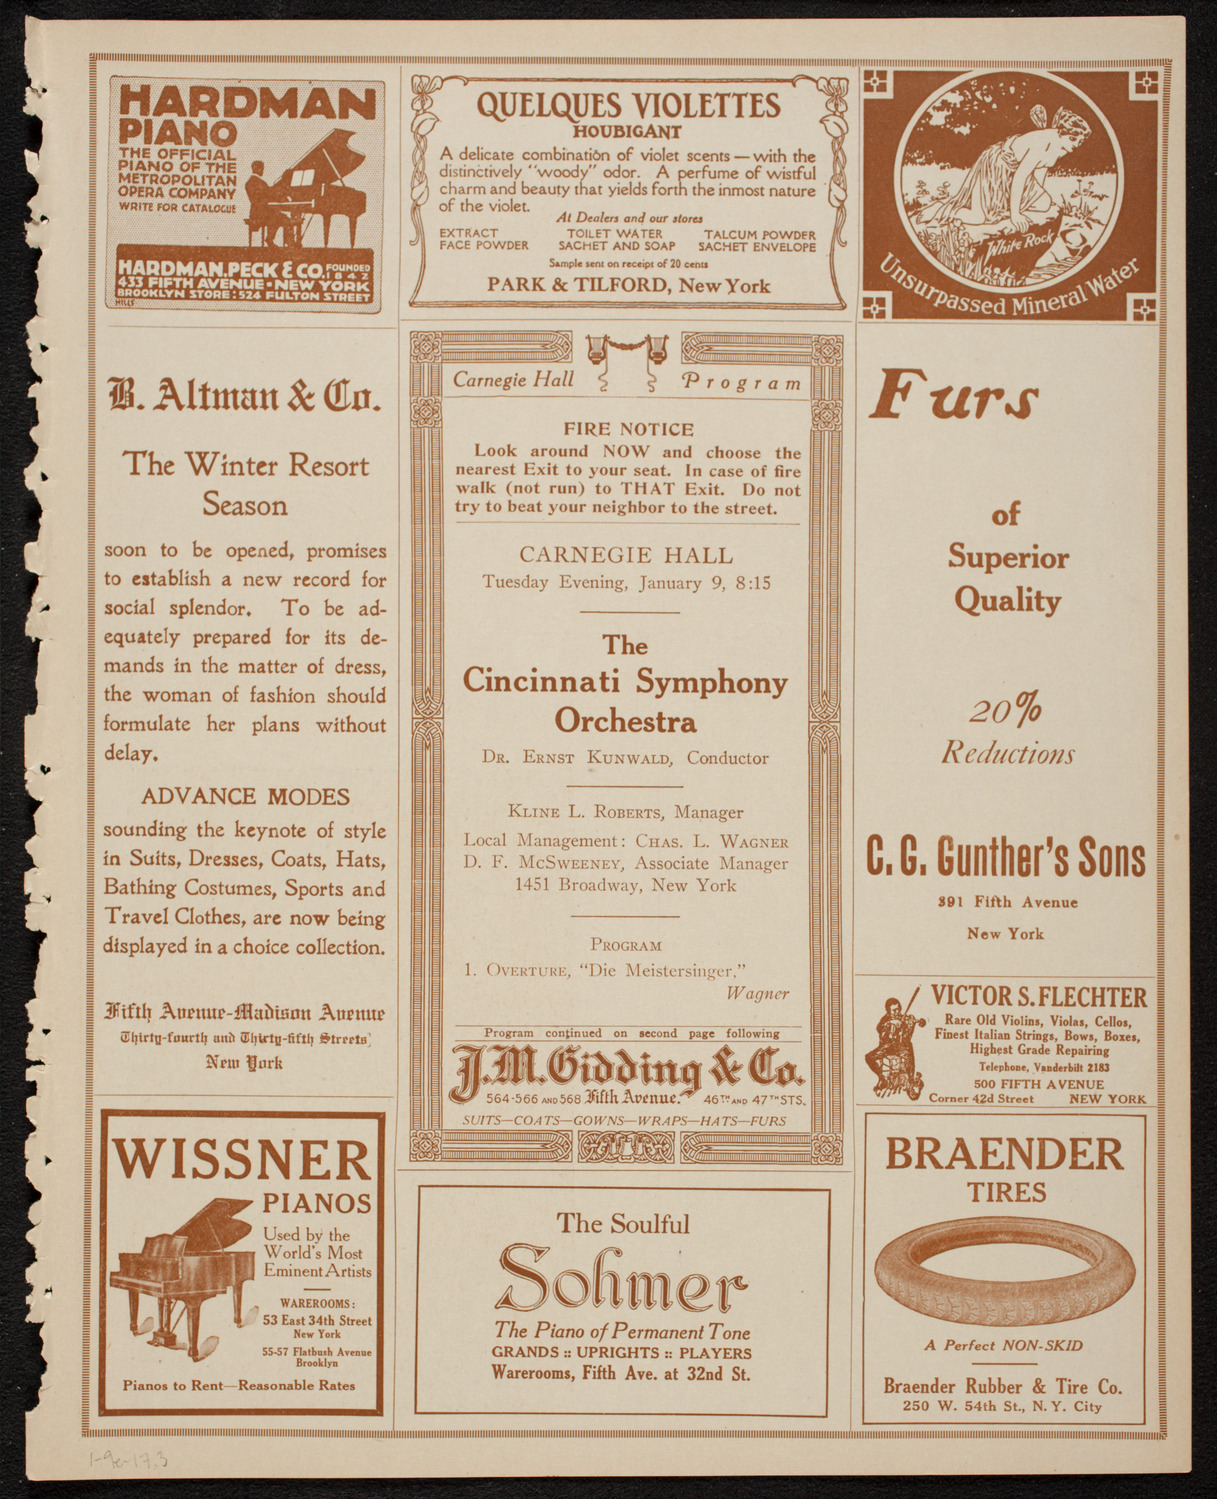 HARDMAN
PIANO
THE OFFICIAL
PIANO OF THE
METROPOLITAN
OPERA COMPANY
WRITE FOR CATALOGUE
HARDMAN, PECK & CO. FOUNDED 1842
433 FIFTH AVENUE · NEW YORK
BROOKLYN STORE: 524 FULTON STREET
HILLS
QUELQUES VIOLETTES
HOUBIGANT
A delicate combination of violet scents — with the
distinctively "woody" odor. A perfume of wistful
charm and beauty that yields forth the inmost nature
of the violet.
At Dealers and our stores
EXTRACT TOILET WATER TALCUM POWDER
FACE POWDER SACHET AND SOAP SACHET ENVELOPE
Sample sent on receipt of 20 cents
PARK & TILFORD, New York
White Rock
Unsurpassed Mineral Water
B. Altman & Co.
The Winter Resort
Season
soon to be opened, promises
to establish a new record for
social splendor. To be ad-
equately prepared for its de-
mands in the matter of dress,
the woman of fashion should
formulate her plans without
delay.
ADVANCE MODES
sounding the keynote of style
in Suits, Dresses, Coats, Hats,
Bathing Costumes, Sports and
Travel Clothes, are now being
displayed in a choice collection.
Fifth Avenue-Madison Avenue
Thirty-fourth and Thirty-fifth Streets
New York
WISSNER
PIANOS
Used by the
World's Most
Eminent Artists
WAREROOMS:
53 East 34th Street
New York
55-57 Flatbush Avenue
Brooklyn
Pianos to Rent—Reasonable Rates
Carnegie Hall Program
FIRE NOTICE
Look around NOW and choose the
nearest Exit to your seat. In case of fire
walk (not run) to THAT Exit. Do not
try to beat your neighbor to the street.
CARNEGIE HALL
Tuesday Evening, January 9, 8:15
The
Cincinnati Symphony
Orchestra
DR. ERNST KUNWALD, Conductor
KLINE L. ROBERTS, Manager
Local Management: CHAS. L. WAGNER
D. F. MCSWEENEY, Associate Manager
1451 Broadway, New York
PROGRAM
1. OVERTURE, "Die Meistersinger,"
Wagner
Program continued on second page following
J.M. Gidding & Co.
564-566 AND 568 Fifth Avenue. 46TH AND 47TH STS.
SUITS—COATS—GOWNS—WRAPS—HATS—FURS
The Soulful
Sohmer
The Piano of Permanent Tone
GRANDS :: UPRIGHTS :: PLAYERS
Warerooms, Fifth Ave. at 32nd St.
Furs
of
Superior
Quality
20%
Reductions
C. G. Gunther's Sons
391 Fifth Avenue
New York
VICTOR S. FLECHTER
Rare Old Violins, Violas, Cellos,
Finest Italian Strings, Bows, Boxes,
Highest Grade Repairing
Telephone, Vanderbilt 2183
500 FIFTH AVENUE
Corner 42d Street NEW YORK
BRAENDER
TIRES
A Perfect NON-SKID
Braender Rubber & Tire Co.
250 W. 54th St., N. Y. City